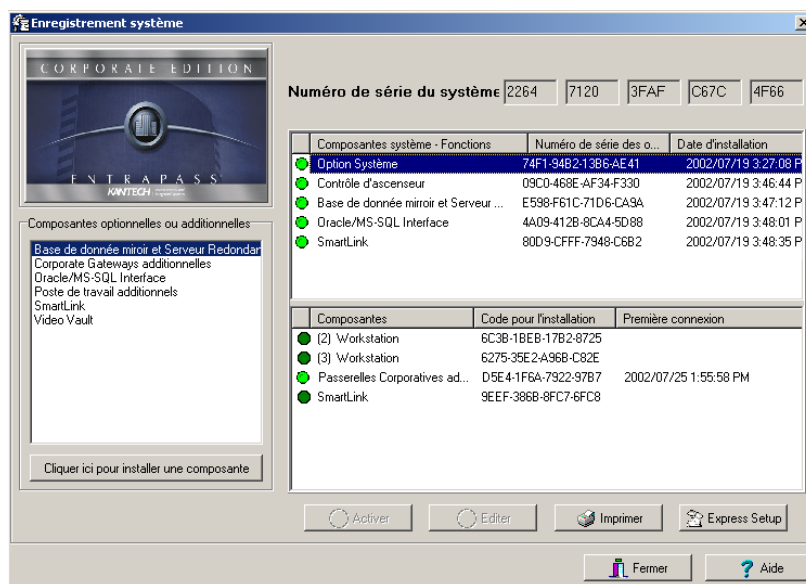 Enregistrement système
CORPORATE EDITION
ENTRAPASS
KANTECH
Numéro de série du système 2264 7120 3FAF C67C 4F66
Composantes système - Fonctions Numéro de série des o... Date d'installation
Option Système 74F1-94B2-13B6-AE41 2002/07/19 3:27:08 P
Contrôle d'ascenseur 09C0-468E-AF34-F330 2002/07/19 3:46:44 P
Base de donnée mirroir et Serveur ... E598-F61C-71D6-CA9A 2002/07/19 3:47:12 P
Oracle/MS-SQL Interface 4A09-412B-8CA4-5D88 2002/07/19 3:48:01 P
SmartLink 80D9-CFFF-7948-C6B2 2002/07/19 3:48:35 P
Composantes optionnelles ou additionnelles
Base de donnée miroir et Serveur Redondan
Corporate Gateways additionnelles
Oracle/MS-SQL Interface
Poste de travail additionnels
SmartLink
Video Vault
Cliquer ici pour installer une composante
Composantes Code pour l'installation Première connexion
(2) Workstation 6C3B-1BEB-17B2-8725
(3) Workstation 6275-35E2-A96B-C82E
Passerelles Corporatives ad... D5E4-1F6A-7922-97B7 2002/07/25 1:55:58 PM
SmartLink 9EEF-386B-8FC7-6FC8
Activer Editer Imprimer Express Setup
Fermer Aide